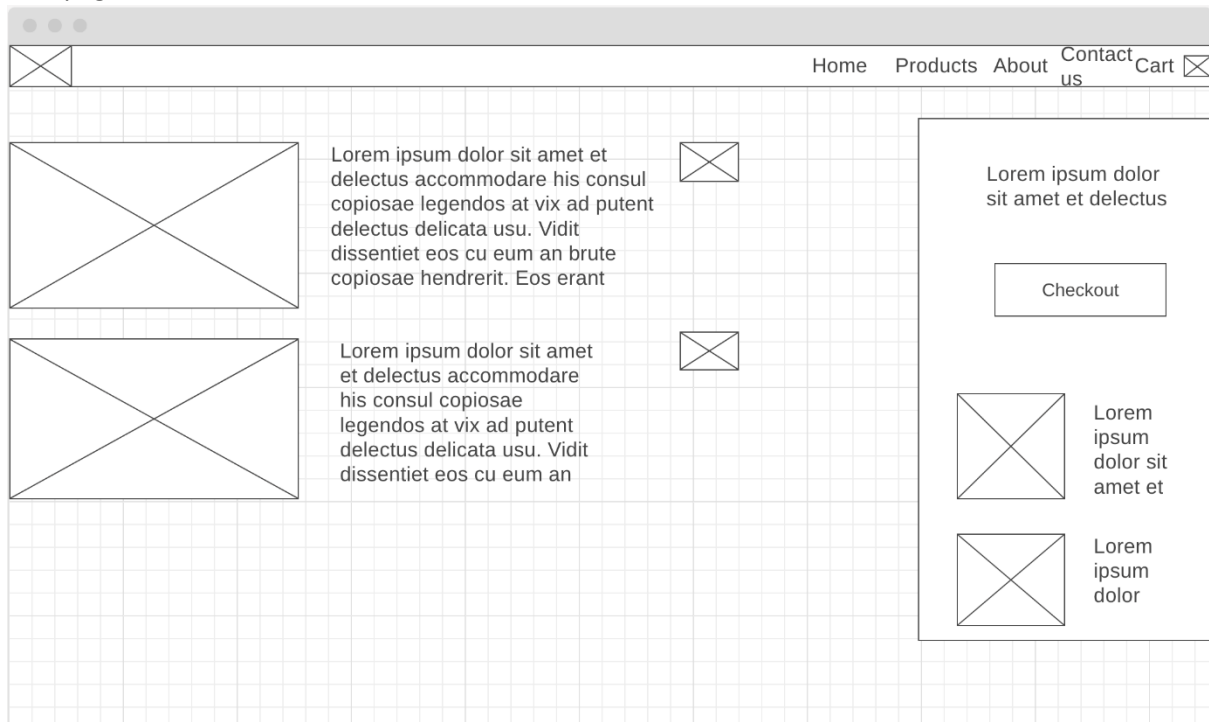 Home Products About Contact us Cart
Lorem ipsum dolor sit amet et
delectus accommodare his consul
copiosae legendos at vix ad putent
delectus delicata usu. Vidit
dissentiet eos cu eum an brute
copiosae hendrerit. Eos erant
Lorem ipsum dolor sit amet
et delectus accommodare
his consul copiosae
legendos at vix ad putent
delectus delicata usu. Vidit
dissentiet eos cu eum an
Lorem ipsum dolor
sit amet et delectus
Checkout
Lorem
ipsum
dolor sit
amet et
Lorem
ipsum
dolor